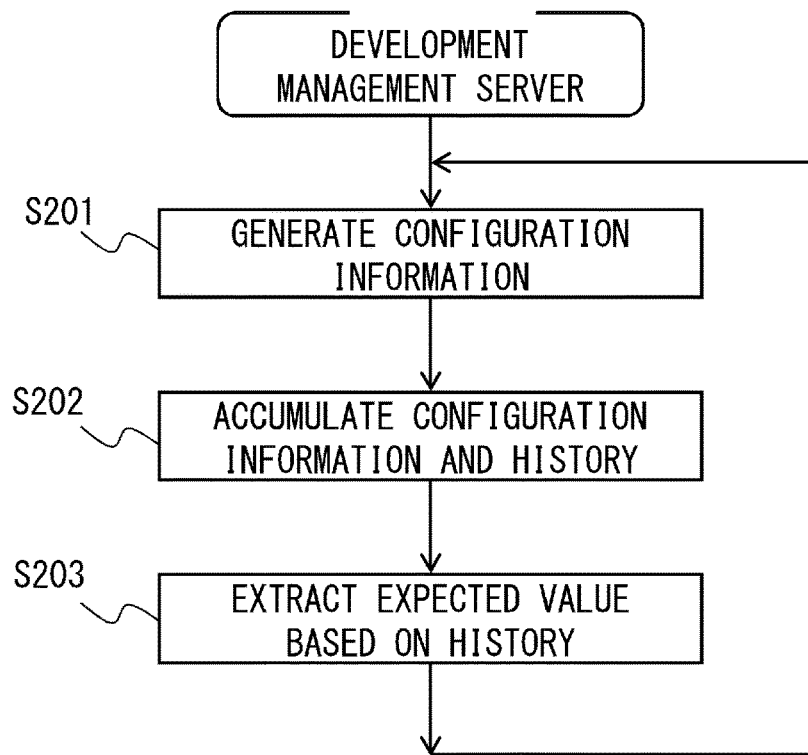 DEVELOPMENT
MANAGEMENT SERVER
S201
GENERATE CONFIGURATION
INFORMATION
S202
ACCUMULATE CONFIGURATION
INFORMATION AND HISTORY
S203
EXTRACT EXPECTED VALUE
BASED ON HISTORY